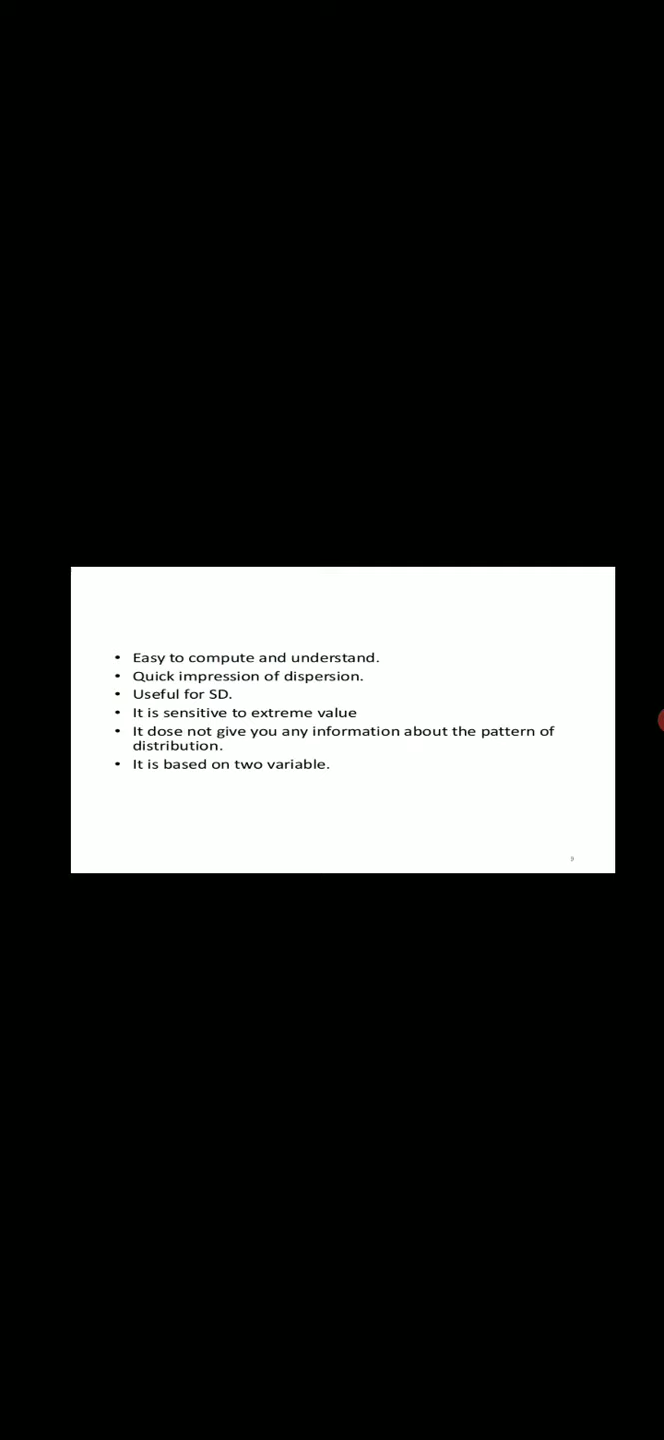 • Easy to compute and understand.
• Quick impression of dispersion.
• Useful for SD.
• It is sensitive to extreme value
• It dose not give you any information about the pattern of
distribution.
• It is based on two variable.
9